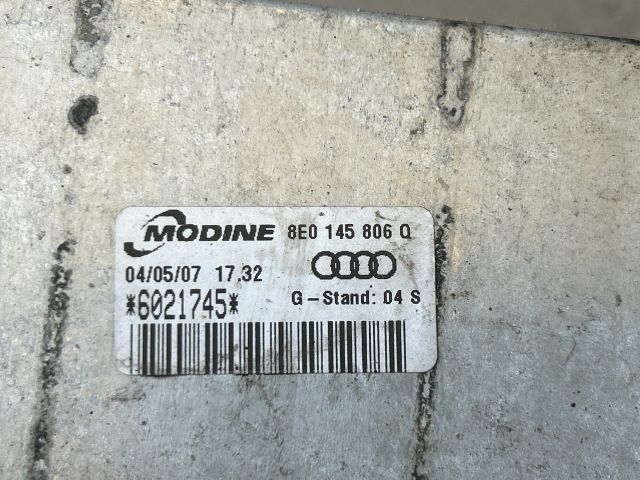 MODINE 8E0 145 806 Q
04/05/07 17.32
*6021745* G-Stand: 04 S